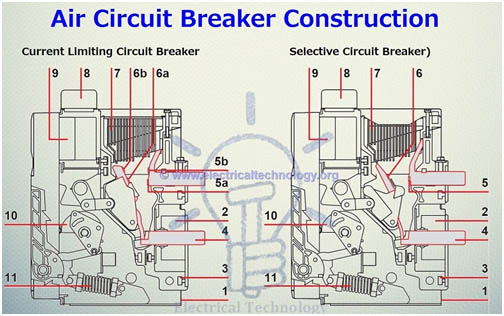 Air Circuit Breaker Construction
Current Limiting Circuit Breaker
Selective Circuit Breaker)
9 8 7 6b 6a
9 8 7 6
5b
5a
5
© www.electricaltechnology.org
10 2
10 2
4
4
3
3
11
11
1
1
Electrical Technology